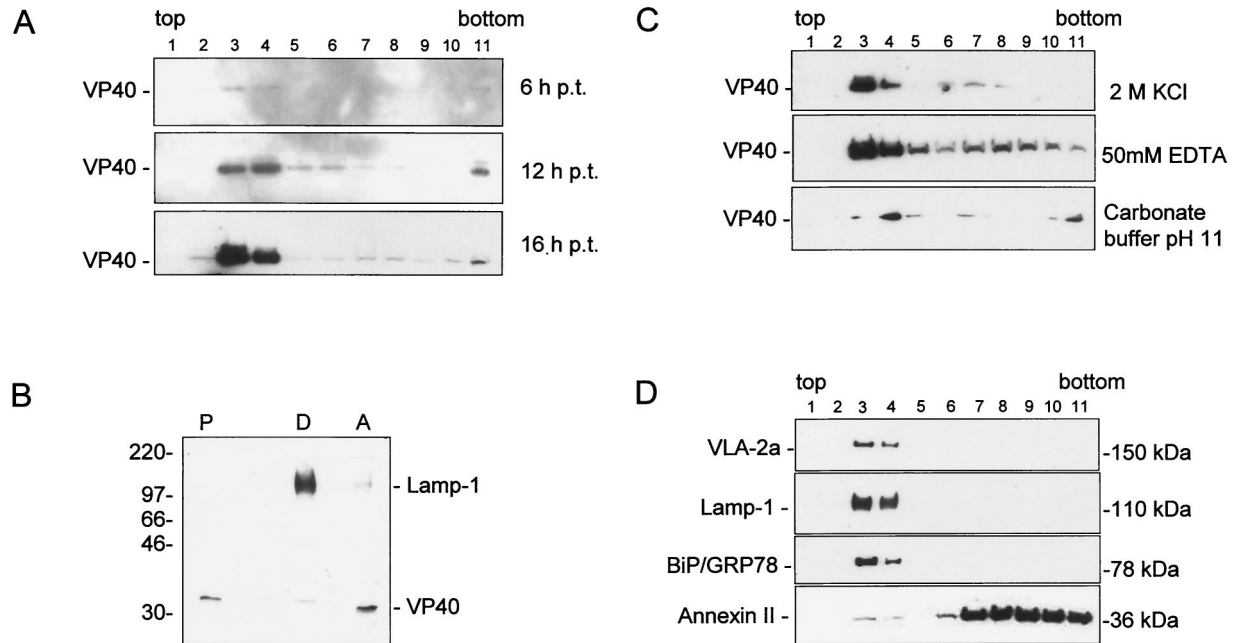 A
top bottom
1 2 3 4 5 6 7 8 9 10 11
VP40 - 6 h p.t.
VP40 - 12 h p.t.
VP40 - 16 h p.t.
B
P D A
220-
97- - Lamp-1
66-
46-
30- - VP40
C
top bottom
1 2 3 4 5 6 7 8 9 10 11
VP40 - 2 M KCl
VP40 - 50mM EDTA
VP40 - Carbonate
buffer pH 11
D
top bottom
1 2 3 4 5 6 7 8 9 10 11
VLA-2a - -150 kDa
Lamp-1 - -110 kDa
BiP/GRP78 - -78 kDa
Annexin II - -36 kDa